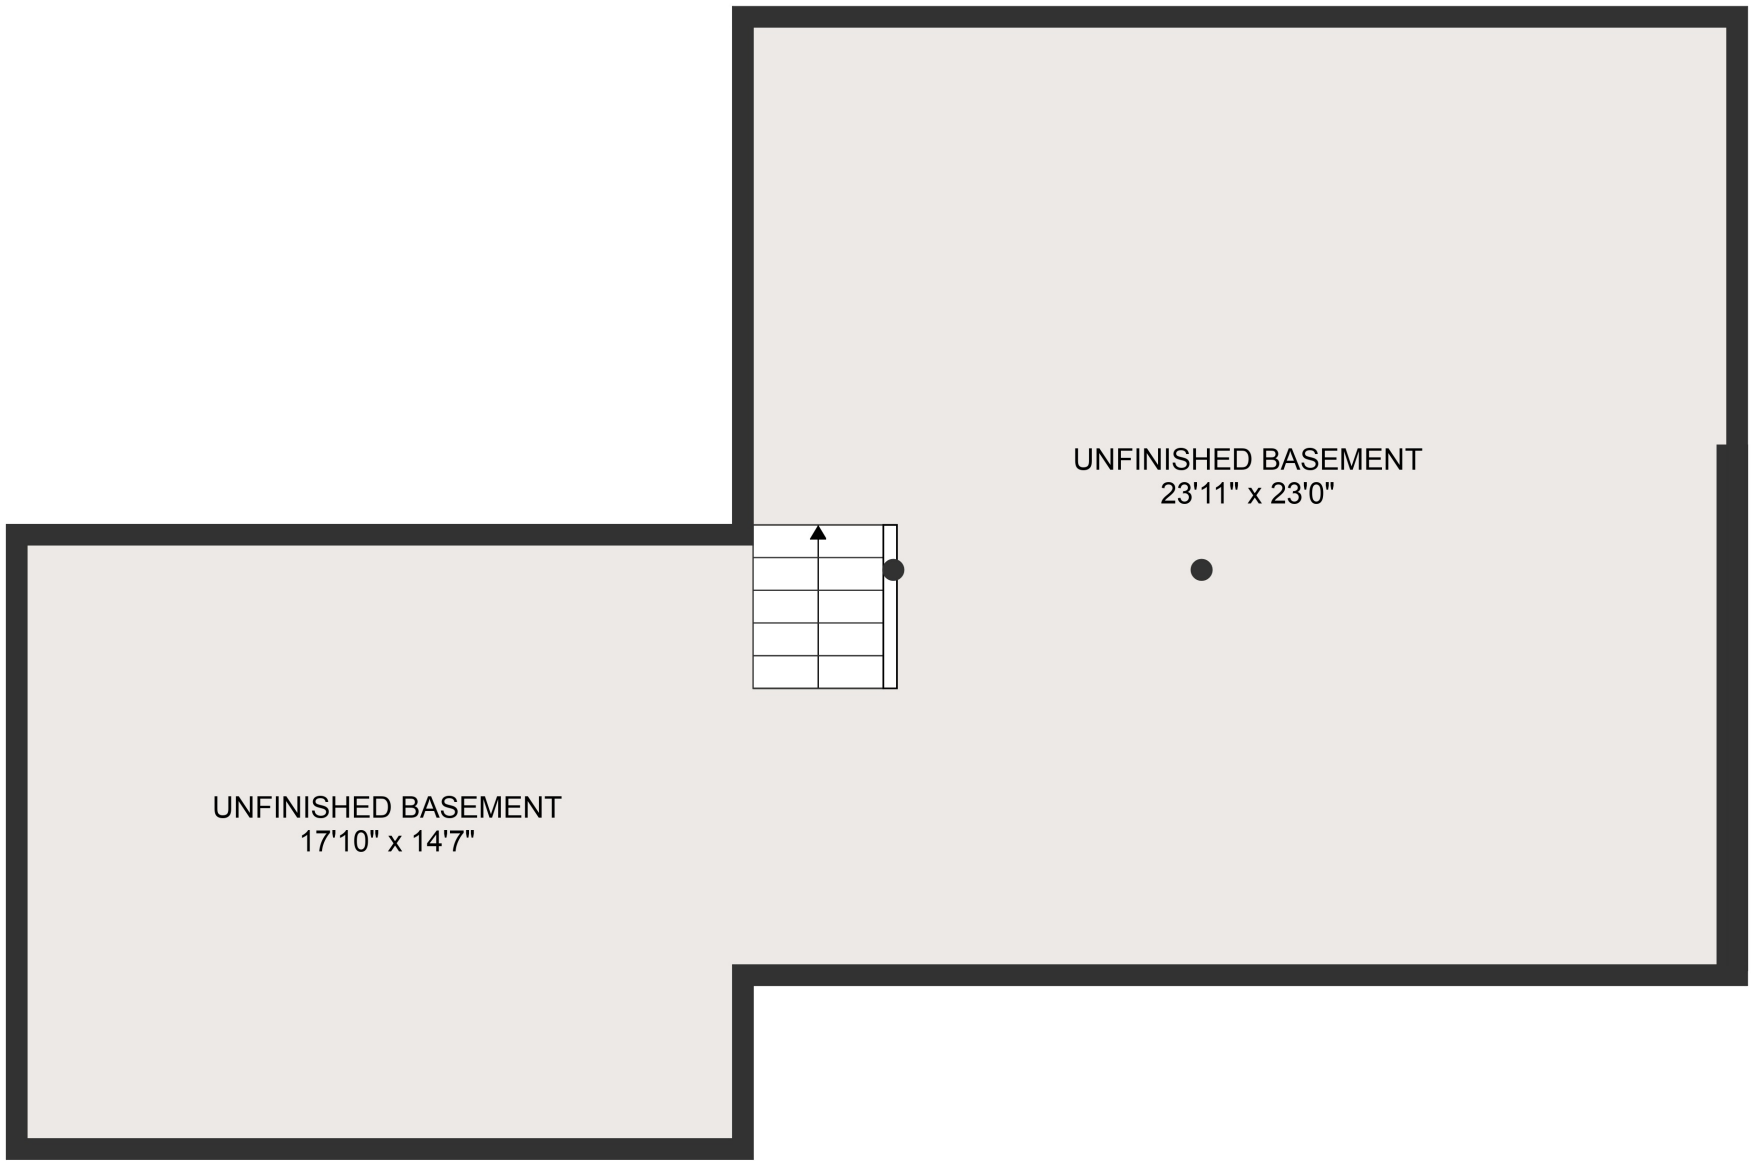 UNFINISHED BASEMENT
23'11" x 23'0"
UNFINISHED BASEMENT
17'10" x 14'7"